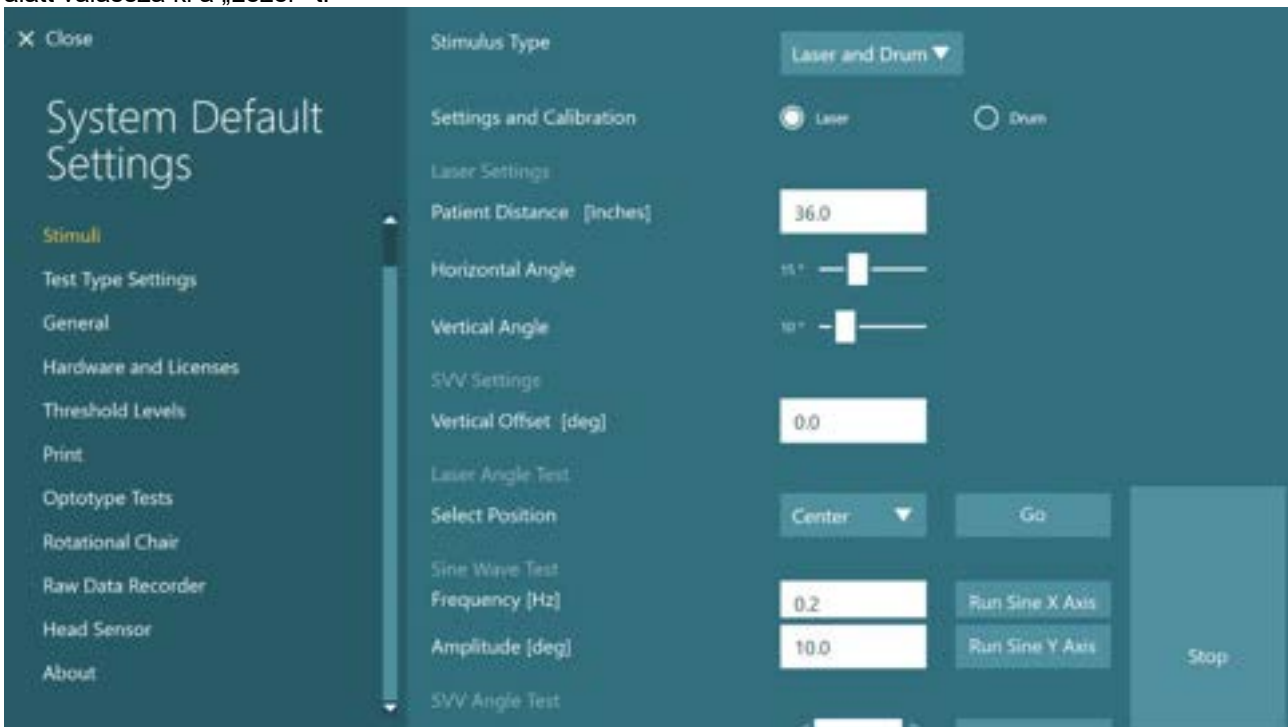 ✕ Close
System Default
Settings
Stimuli
Test Type Settings
General
Hardware and Licenses
Threshold Levels
Print
Optotype Tests
Rotational Chair
Raw Data Recorder
Head Sensor
About
Stimulus Type
Laser and Drum
Settings and Calibration
Laser
Drum
Laser Settings
Patient Distance [Inches]
36.0
Horizontal Angle
15 °
Vertical Angle
10 °
SVV Settings
Vertical Offset [deg]
0.0
Laser Angle Test
Select Position
Center
Go
Sine Wave Test
Frequency [Hz]
0.2
Run Sine X Axis
Amplitude [deg]
10.0
Run Sine Y Axis
Stop
SVV Angle Test